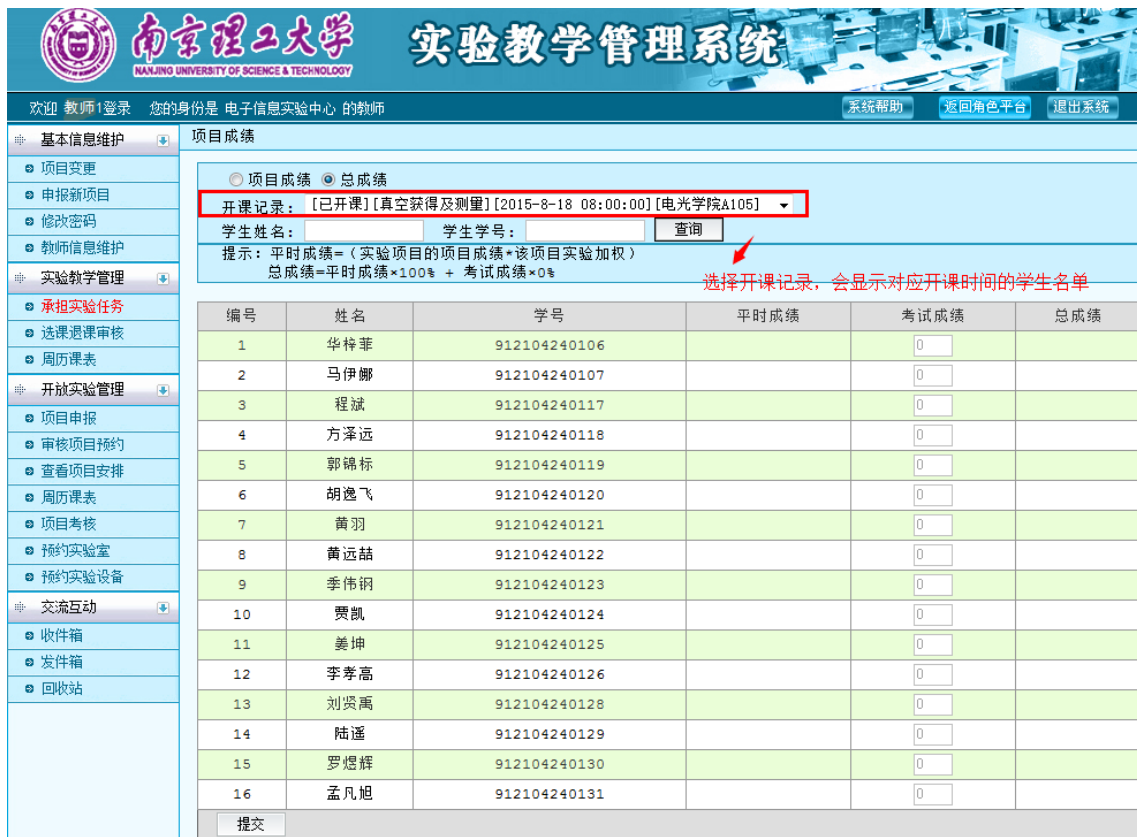 南京理工大学
NANJING UNIVERSITY OF SCIENCE & TECHNOLOGY
实验教学管理系统
欢迎 教师1登录 您的身份是 电子信息实验中心 的教师
系统帮助 返回角色平台 退出系统
基本信息维护
项目变更
申报新项目
修改密码
教师信息维护
实验教学管理
承担实验任务
选课退课审核
周历课表
开放实验管理
项目申报
审核项目预约
查看项目安排
周历课表
项目考核
预约实验室
预约实验设备
交流互动
收件箱
发件箱
回收站
项目成绩
项目成绩 总成绩
开课记录: [已开课][真空获得及测量][2015-8-18 08:00:00][电光学院A105]
学生姓名: 学生学号: 查询
提示: 平时成绩=(实验项目的项目成绩*该项目实验加权)
总成绩=平时成绩*100% + 考试成绩*0%
选择开课记录，会显示对应开课时间的学生名单
编号 姓名 学号 平时成绩 考试成绩 总成绩
1 华梓菲 912104240106 0
2 马伊娜 912104240107 0
3 程斌 912104240117 0
4 方泽远 912104240118 0
5 郭锦标 912104240119 0
6 胡逸飞 912104240120 0
7 黄羽 912104240121 0
8 黄远喆 912104240122 0
9 季伟钢 912104240123 0
10 贾凯 912104240124 0
11 姜坤 912104240125 0
12 李孝高 912104240126 0
13 刘贤禹 912104240128 0
14 陆遥 912104240129 0
15 罗煜辉 912104240130 0
16 孟凡旭 912104240131 0
提交